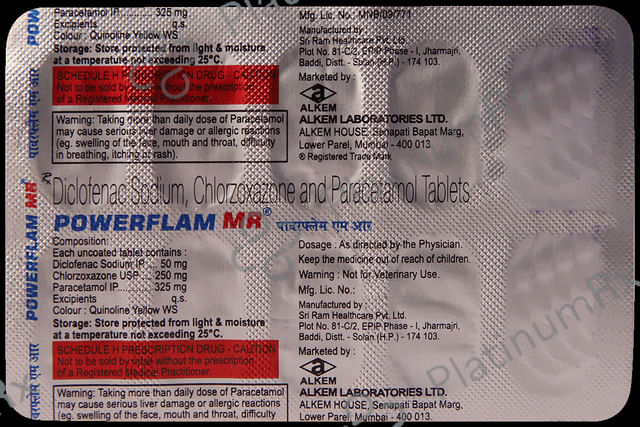 Paracetamol IP............ 325 mg
Excipients q.s.
Colour : Quinoline Yellow WS
Storage: Store protected from light & moisture
at a temperature not exceeding 25°C.
SCHEDULE H PRESCRIPTION DRUG - CAUTION
Not to be sold by retail without the prescription
of a Registered Medical Practitioner.
Warning: Taking more than daily dose of Paracetamol
may cause serious liver damage or allergic reactions
(eg. swelling of the face, mouth and throat, difficulty
in breathing, itching or rash).
Mfg. Lic. No.: MNB/09/771
Manufactured by :
Sri Ram Healthcare Pvt. Ltd.
Plot No. 81-C/2, EPIP Phase - I, Jharmajri,
Baddi, Distt. - Solan (H.P.) - 174 103.
Marketed by :
ALKEM
ALKEM LABORATORIES LTD.
ALKEM HOUSE, Senapati Bapat Marg,
Lower Parel, Mumbai - 400 013.
® Registered Trade Mark
Rx Diclofenac Sodium, Chlorzoxazone and Paracetamol Tablets
POWERFLAM MR® पावरफ्लेम एम आर
Composition:
Each uncoated tablet contains :
Diclofenac Sodium IP .... 50 mg
Chlorzoxazone USP ... 250 mg
Paracetamol IP............ 325 mg
Excipients q.s.
Colour : Quinoline Yellow WS
Storage: Store protected from light & moisture
at a temperature not exceeding 25°C.
SCHEDULE H PRESCRIPTION DRUG - CAUTION
Not to be sold by retail without the prescription
of a Registered Medical Practitioner.
Warning: Taking more than daily dose of Paracetamol
may cause serious liver damage or allergic reactions
(eg. swelling of the face, mouth and throat, difficulty
Dosage : As directed by the Physician.
Keep the medicine out of reach of children.
Warning : Not for Veterinary Use.
Mfg. Lic. No.:
Manufactured by :
Sri Ram Healthcare Pvt. Ltd.
Plot No. 81-C/2, EPIP Phase - I, Jharmajri,
Baddi, Distt. - Solan (H.P.) - 174 103.
Marketed by :
ALKEM
ALKEM LABORATORIES LTD.
ALKEM HOUSE, Senapati Bapat Marg,
Lower Parel, Mumbai - 400 013.
POW
पावरफ्लेम एम आर
POWERFLAM MR®
पावरफ्लेम एम आर
PlatinumRx